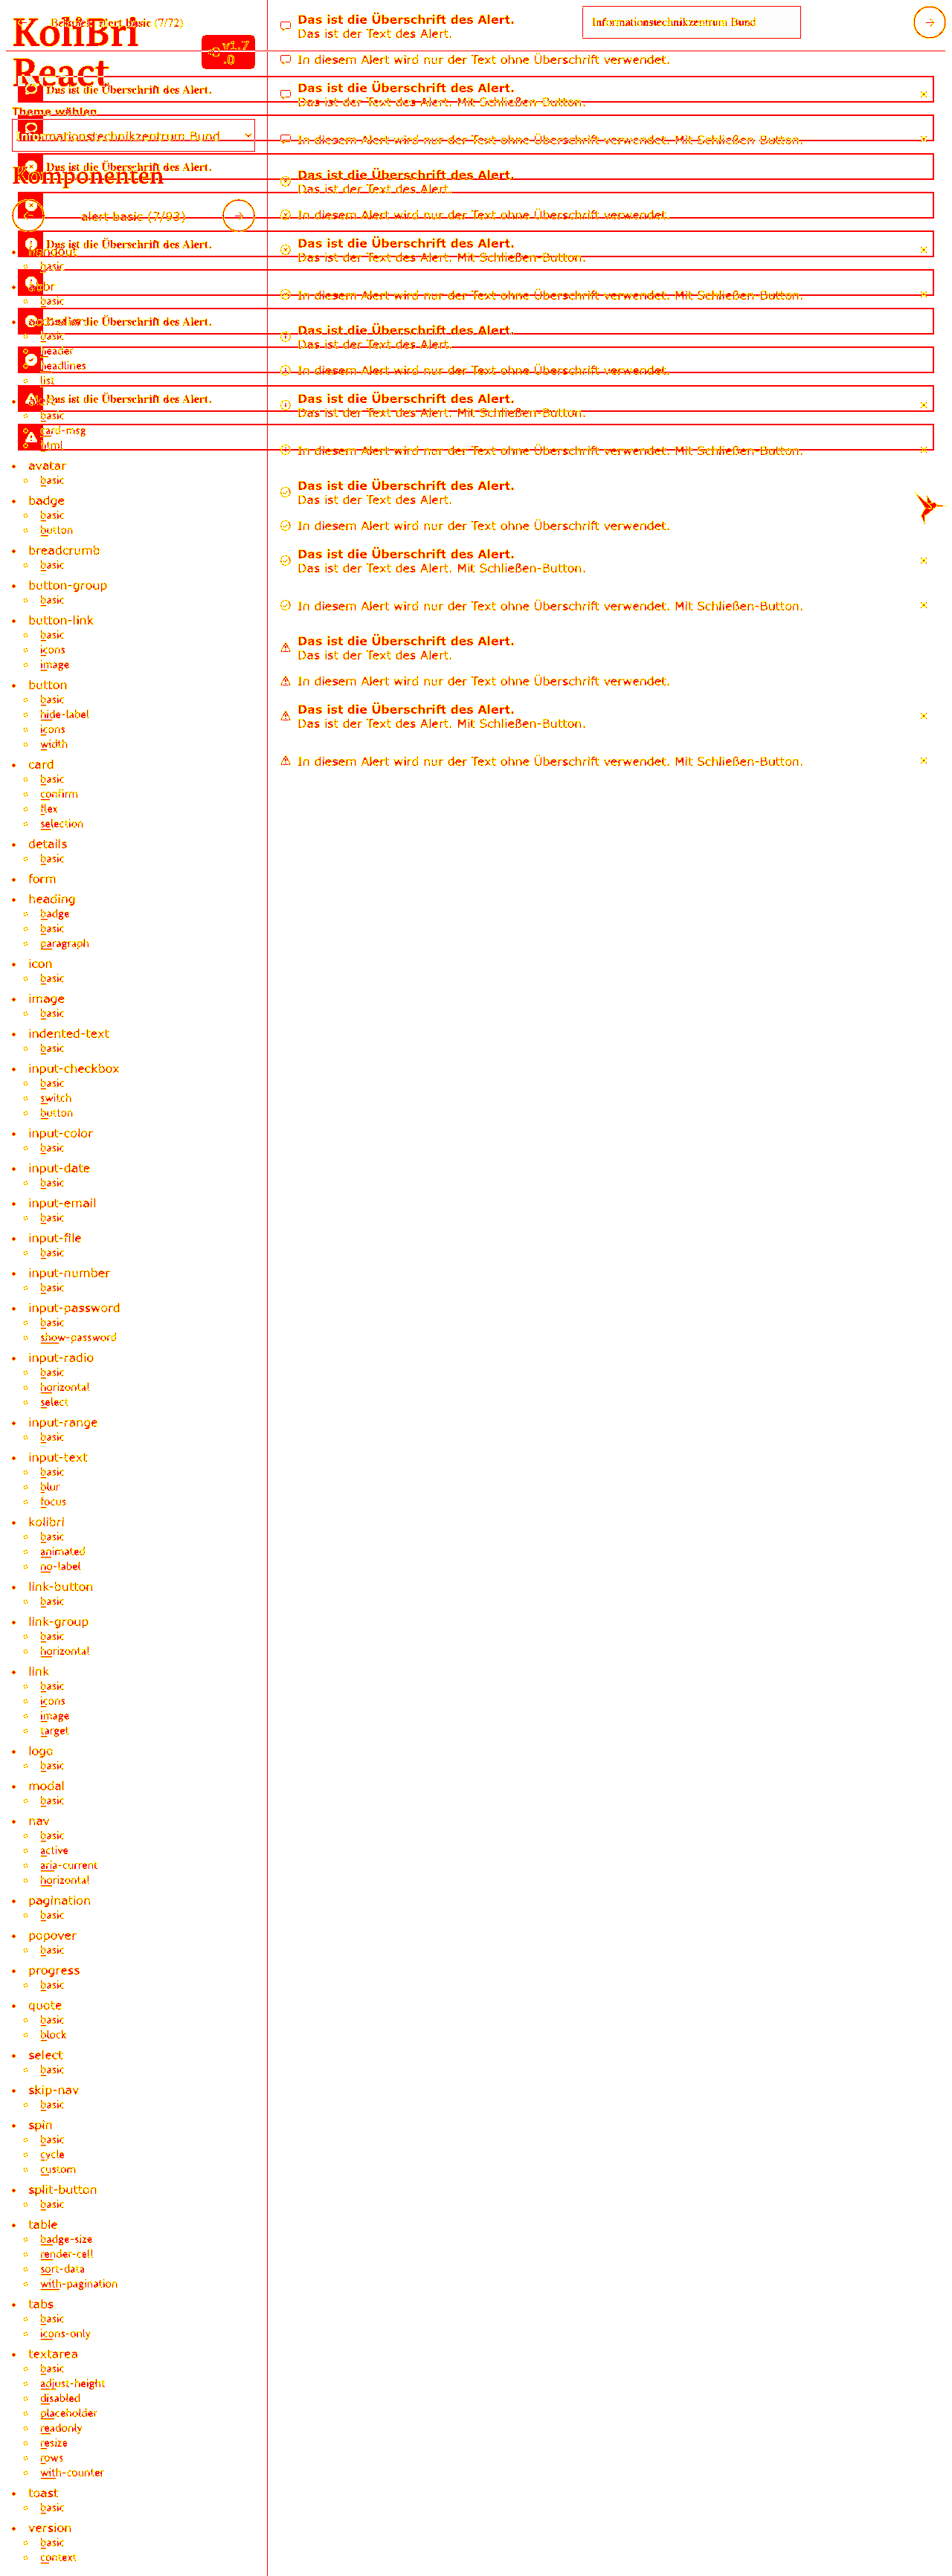 KoliBri
React
v1.7
.0
alert basic (7/72)
Informationstechnikzentrum Bund
Theme wählen
Informationstechnikzentrum Bund
Komponenten
alert basic (7/93)
handout
basic
abbr
basic
basic
header
headlines
list
basic
card-msg
html
avatar
basic
badge
basic
button
breadcrumb
basic
button-group
basic
button-link
basic
icons
image
button
basic
hide-label
icons
width
card
basic
confirm
flex
selection
details
basic
form
heading
badge
basic
paragraph
icon
basic
image
basic
indented-text
basic
input-checkbox
basic
switch
button
input-color
basic
input-date
basic
input-email
basic
input-file
basic
input-number
basic
input-password
basic
show-password
input-radio
basic
horizontal
select
input-range
basic
input-text
basic
blur
focus
kolibri
basic
animated
no-label
link-button
basic
link-group
basic
horizontal
link
basic
icons
image
target
logo
basic
modal
basic
nav
basic
active
aria-current
horizontal
pagination
basic
popover
basic
progress
basic
quote
basic
block
select
basic
skip-nav
basic
spin
basic
cycle
custom
split-button
basic
table
badge-size
render-cell
sort-data
with-pagination
tabs
basic
icons-only
textarea
basic
adjust-height
disabled
placeholder
readonly
resize
rows
with-counter
toast
basic
version
basic
context
Das ist die Überschrift des Alert.
Das ist die Überschrift des Alert.
Das ist die Überschrift des Alert.
Das ist die Überschrift des Alert.
Das ist die Überschrift des Alert.
Das ist die Überschrift des Alert.
Das ist der Text des Alert.
In diesem Alert wird nur der Text ohne Überschrift verwendet.
Das ist die Überschrift des Alert.
Das ist der Text des Alert. Mit Schließen-Button.
In diesem Alert wird nur der Text ohne Überschrift verwendet. Mit Schließen-Button.
Das ist die Überschrift des Alert.
Das ist der Text des Alert.
In diesem Alert wird nur der Text ohne Überschrift verwendet.
Das ist die Überschrift des Alert.
Das ist der Text des Alert. Mit Schließen-Button.
In diesem Alert wird nur der Text ohne Überschrift verwendet. Mit Schließen-Button.
Das ist die Überschrift des Alert.
Das ist der Text des Alert.
In diesem Alert wird nur der Text ohne Überschrift verwendet.
Das ist die Überschrift des Alert.
Das ist der Text des Alert. Mit Schließen-Button.
In diesem Alert wird nur der Text ohne Überschrift verwendet. Mit Schließen-Button.
Das ist die Überschrift des Alert.
Das ist der Text des Alert.
In diesem Alert wird nur der Text ohne Überschrift verwendet.
Das ist die Überschrift des Alert.
Das ist der Text des Alert. Mit Schließen-Button.
In diesem Alert wird nur der Text ohne Überschrift verwendet. Mit Schließen-Button.
Das ist die Überschrift des Alert.
Das ist der Text des Alert.
In diesem Alert wird nur der Text ohne Überschrift verwendet.
Das ist die Überschrift des Alert.
Das ist der Text des Alert. Mit Schließen-Button.
In diesem Alert wird nur der Text ohne Überschrift verwendet. Mit Schließen-Button.